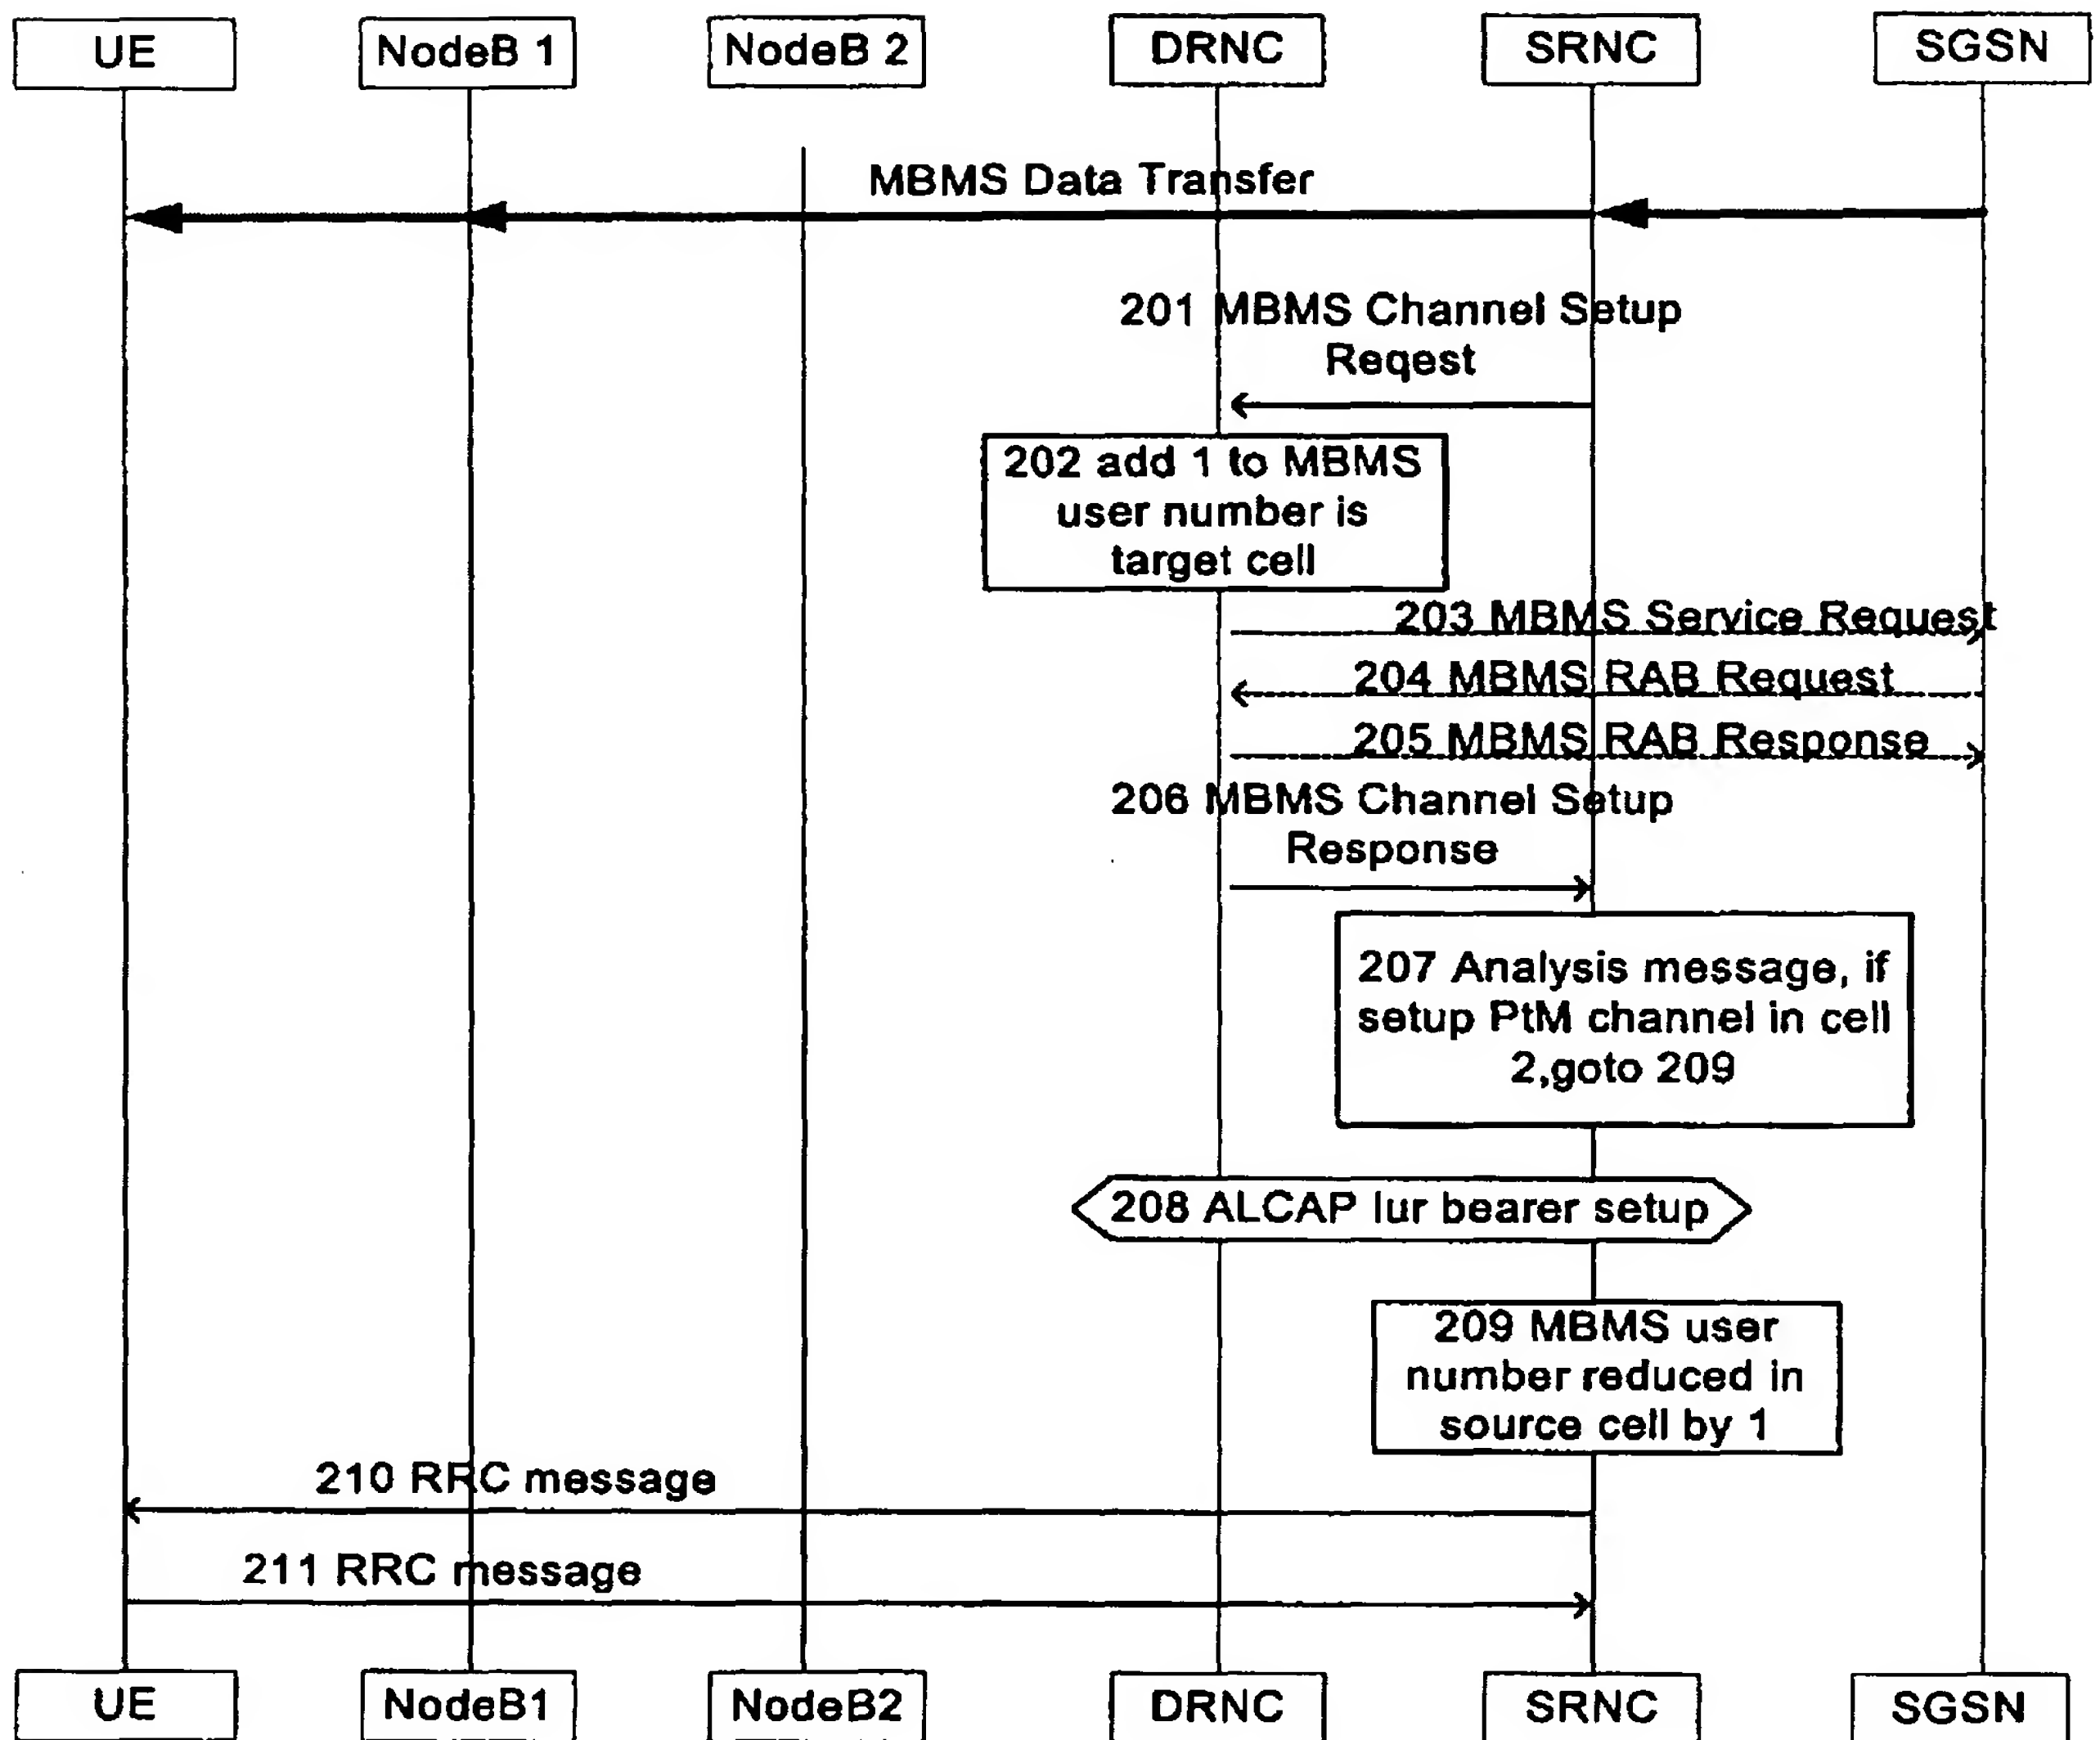 UE NodeB 1 NodeB 2 DRNC SRNC SGSN
MBMS Data Transfer
201 MBMS Channel Setup
Reqest
202 add 1 to MBMS
user number is
target cell
203 MBMS Service Request
204 MBMS RAB Request
205 MBMS RAB Response
206 MBMS Channel Setup
Response
207 Analysis message, if
setup PtM channel in cell
2,goto 209
208 ALCAP Iur bearer setup
209 MBMS user
number reduced in
source cell by 1
210 RRC message
211 RRC message
UE NodeB1 NodeB2 DRNC SRNC SGSN